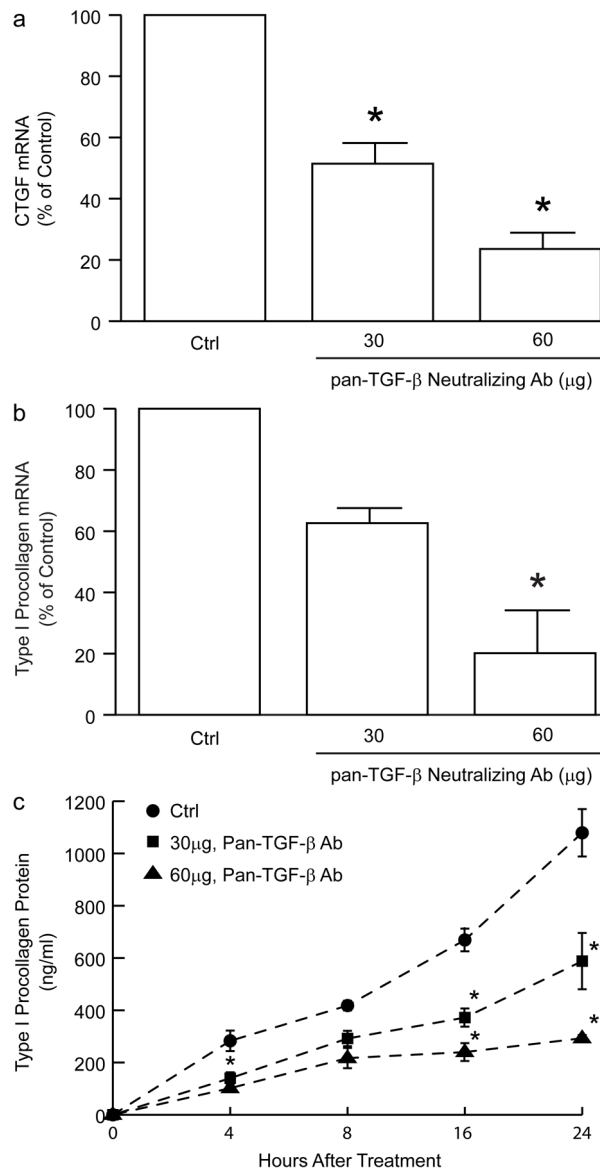 a
CTGF mRNA
(% of Control)
100
80
60
40
20
0
*
*
Ctrl
30
60
pan-TGF-β Neutralizing Ab (μg)
b
Type I Procollagen mRNA
(% of Control)
100
80
60
40
20
0
*
Ctrl
30
60
pan-TGF-β Neutralizing Ab (μg)
c
Type I Procollagen Protein
(ng/ml)
1200
1000
800
600
400
200
0
Ctrl
30μg, Pan-TGF-β Ab
60μg, Pan-TGF-β Ab
*
*
*
*
*
0 4 8 16 24
Hours After Treatment